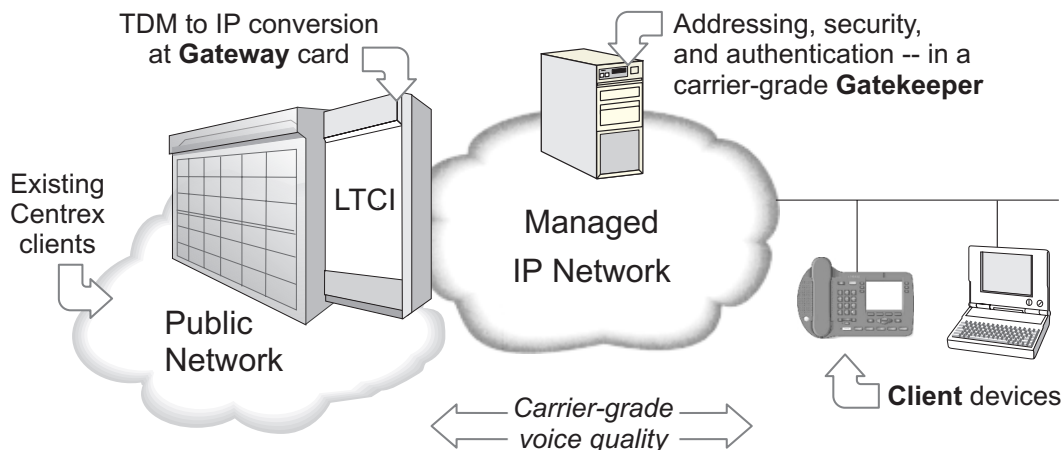 TDM to IP conversion
at Gateway card
Addressing, security,
and authentication -- in a
carrier-grade Gatekeeper
Existing
Centrex
clients
LTCI
Managed
IP Network
Public
Network
Client devices
Carrier-grade
voice quality